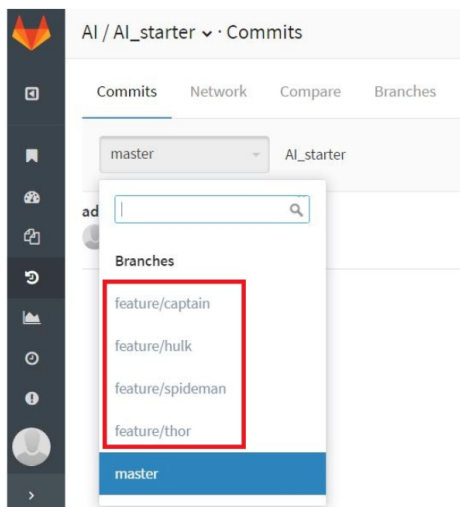 AI / AI_starter · Commits
Commits Network Compare Branches
master AI_starter
ad
Branches
feature/captain
feature/hulk
feature/spideman
feature/thor
master